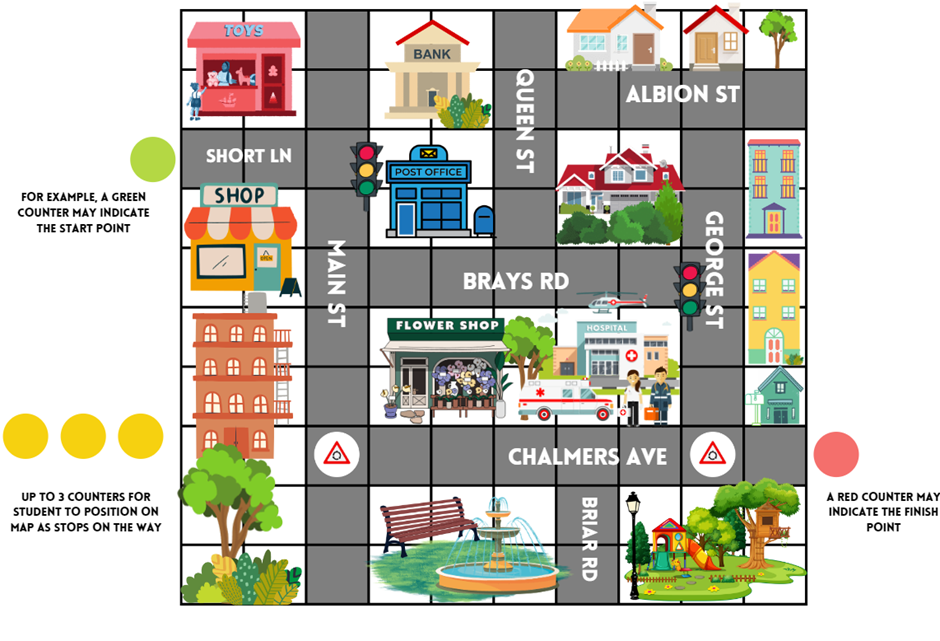 TOYS
BANK
QUEEN ST
ALBION ST
SHORT LN
POST OFFICE
FOR EXAMPLE, A GREEN
COUNTER MAY INDICATE
THE START POINT
SHOP
OPEN
MAIN ST
BRAYS RD
GEORGE ST
FLOWER SHOP
HOSPITAL
CHALMERS AVE
UP TO 3 COUNTERS FOR
STUDENT TO POSITION ON
MAP AS STOPS ON THE WAY
BRIAR RD
A RED COUNTER MAY
INDICATE THE FINISH
POINT